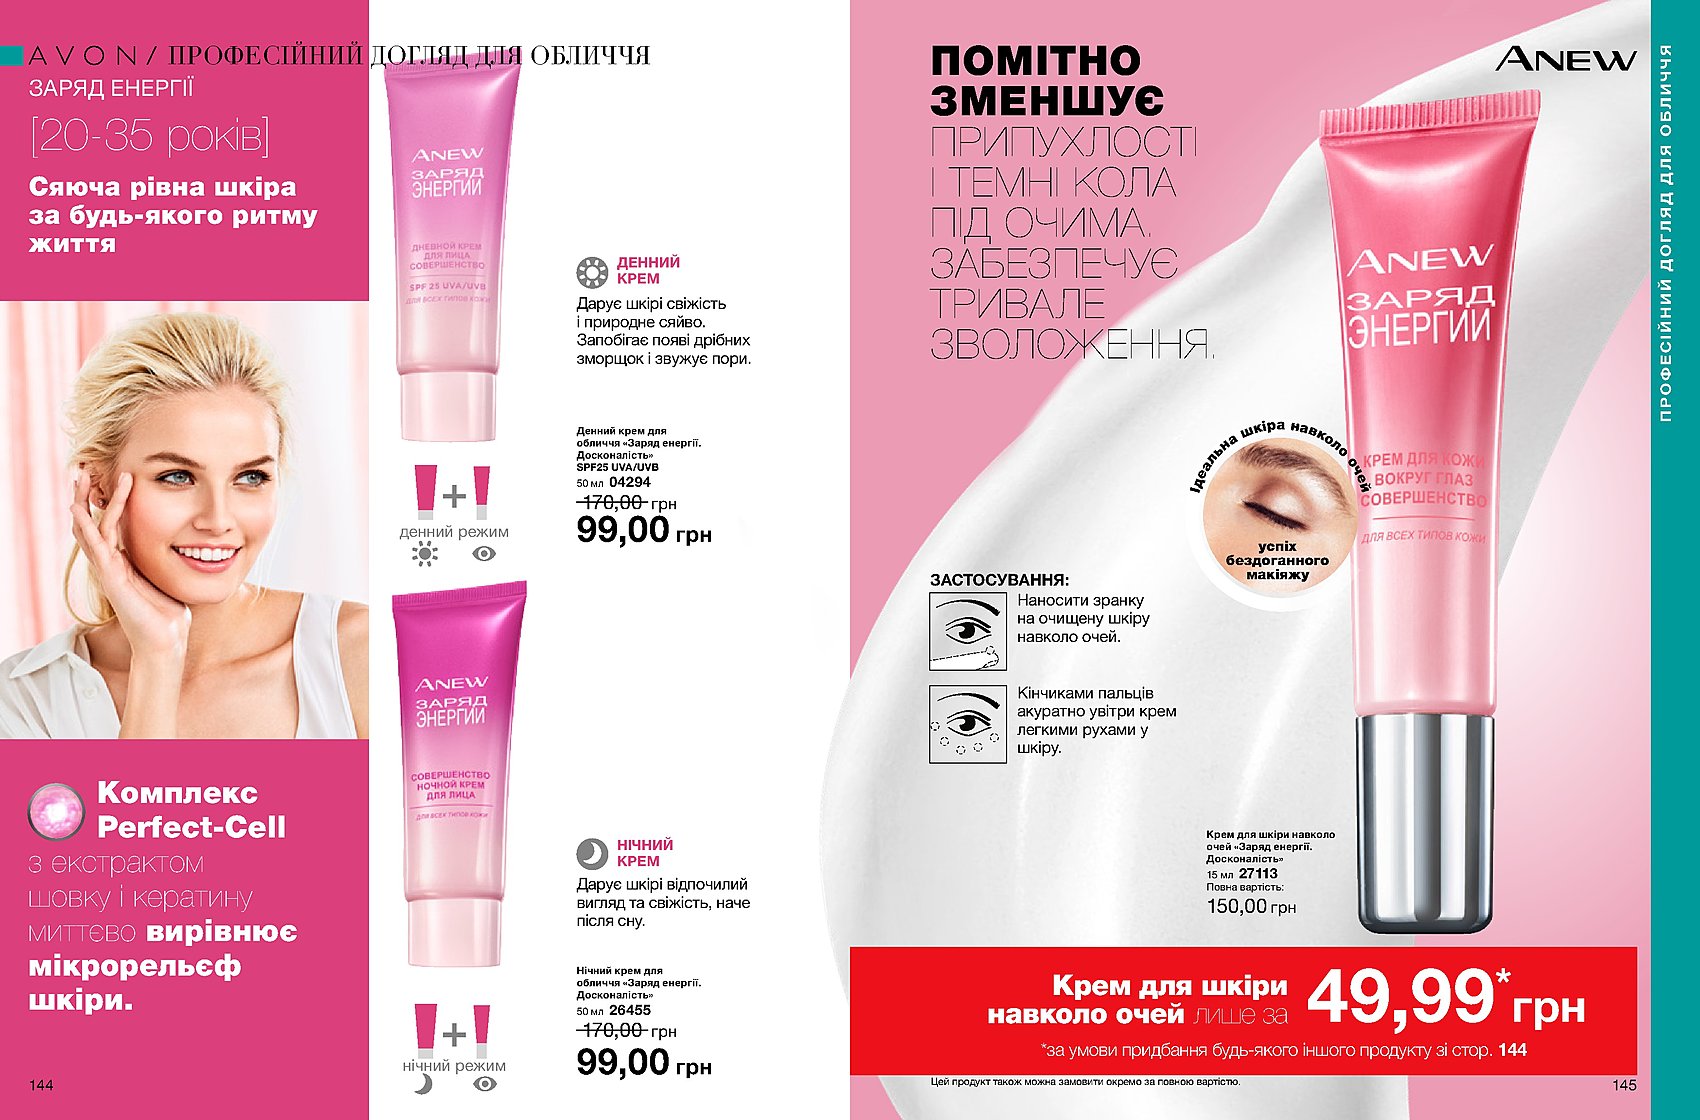 AVON / ПРОФЕСІЙНИЙ ДОГЛЯД ДЛЯ ОБЛИЧЧЯ
ЗАРЯД ЕНЕРГІЇ
[20-35 років]
Сяюча рівна шкіра
за будь-якого ритму
життя
Комплекс
Perfect-Cell
з екстрактом
шовку і кератину
миттєво вирівнює
мікрорельєф
шкіри.
144
ANEW
ЗАРЯД
ЭНЕРГИИ
ДНЕВНОЙ КРЕМ
ДЛЯ ЛИЦА
СОВЕРШЕНСТВО
SPF 25 UVA/UVB
ДЛЯ ВСЕХ ТИПОВ КОЖИ
+
денний режим
ДЕННИЙ
КРЕМ
Дарує шкірі свіжість
і природне сяйво.
Запобігає появі дрібних
зморщок і звужує пори.
Денний крем для
обличчя «Заряд енергії.
Досконалість»
SPF25 UVA/UVB
50 мл 04294
170,00 грн
99,00 грн
ANEW
ЗАРЯД
ЭНЕРГИИ
СОВЕРШЕНСТВО
НОЧНОЙ КРЕМ
ДЛЯ ЛИЦА
ДЛЯ ВСЕХ ТИПОВ КОЖИ
+
нічний режим
НІЧНИЙ
КРЕМ
Дарує шкірі відпочилий
вигляд та свіжість, наче
після сну.
Нічний крем для
обличчя «Заряд енергії.
Досконалість»
50 мл 26455
170,00 грн
99,00 грн
ПОМІТНО
ЗМЕНШУЄ
ПРИПУХЛОСТІ
І ТЕМНІ КОЛА
ПІД ОЧИМА.
ЗАБЕЗПЕЧУЄ
ТРИВАЛЕ
ЗВОЛОЖЕННЯ.
ANEW
ПРОФЕСІЙНИЙ ДОГЛЯД ДЛЯ ОБЛИЧЧЯ
ANEW
ЗАРЯД
ЭНЕРГИИ
КРЕМ ДЛЯ КОЖИ
ВОКРУГ ГЛАЗ
СОВЕРШЕНСТВО
ДЛЯ ВСЕХ ТИПОВ КОЖИ
Ідеальна шкіра навколо очей
успіх
бездоганного
макіяжу
ЗАСТОСУВАННЯ:
Наносити зранку
на очищену шкіру
навколо очей.
Кінчиками пальців
акуратно увітри крем
легкими рухами у
шкіру.
Крем для шкіри навколо
очей «Заряд енергії.
Досконалість»
15 мл 27113
Повна вартість:
150,00 грн
Крем для шкіри
навколо очей лише за
49,99* грн
*за умови придбання будь-якого іншого продукту зі стор. 144
Цей продукт також можна замовити окремо за повною вартістю.
145